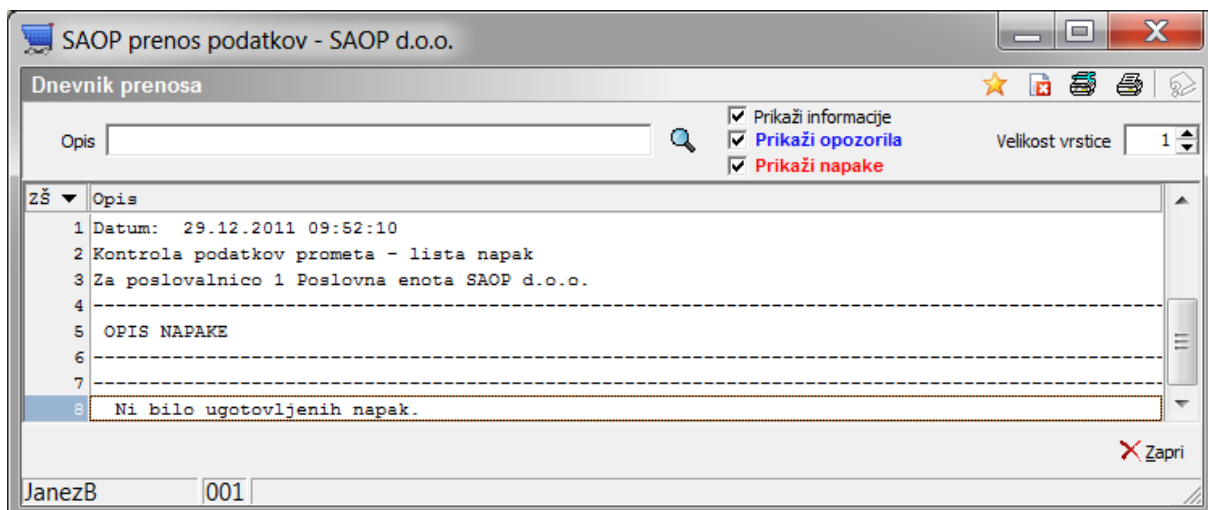 SAOP prenos podatkov - SAOP d.o.o.
Dnevnik prenosa
Opis
Prikaži informacije
Prikaži opozorila
Prikaži napake
Velikost vrstice 1
ZŠ Opis
1 Datum:  29.12.2011 09:52:10
2 Kontrola podatkov prometa - lista napak
3 Za poslovalnico 1 Poslovna enota SAOP d.o.o.
4 ------------------------------------------------------------------------------------------------
5 OPIS NAPAKE
6 ------------------------------------------------------------------------------------------------
7 ------------------------------------------------------------------------------------------------
8 Ni bilo ugotovljenih napak.
Zapri
JanezB 001